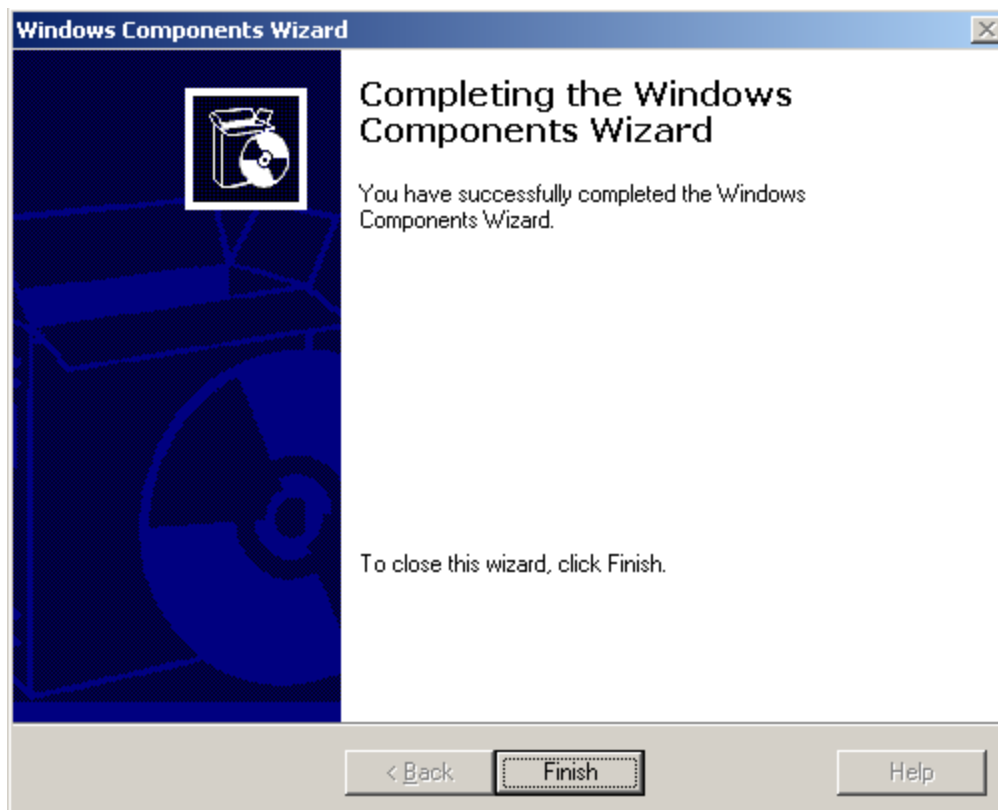 Windows Components Wizard
Completing the Windows
Components Wizard
You have successfully completed the Windows
Components Wizard.
To close this wizard, click Finish.
< Back
Finish
Help